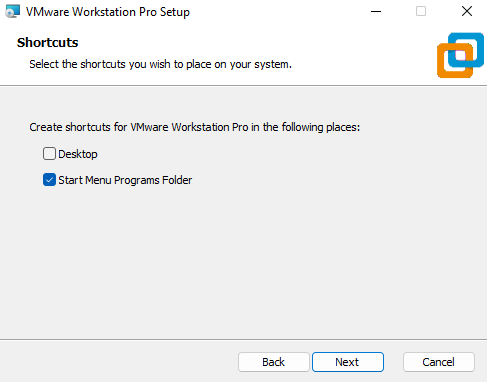 VMware Workstation Pro Setup
Shortcuts
Select the shortcuts you wish to place on your system.
Create shortcuts for VMware Workstation Pro in the following places:
Desktop
Start Menu Programs Folder
Back
Next
Cancel